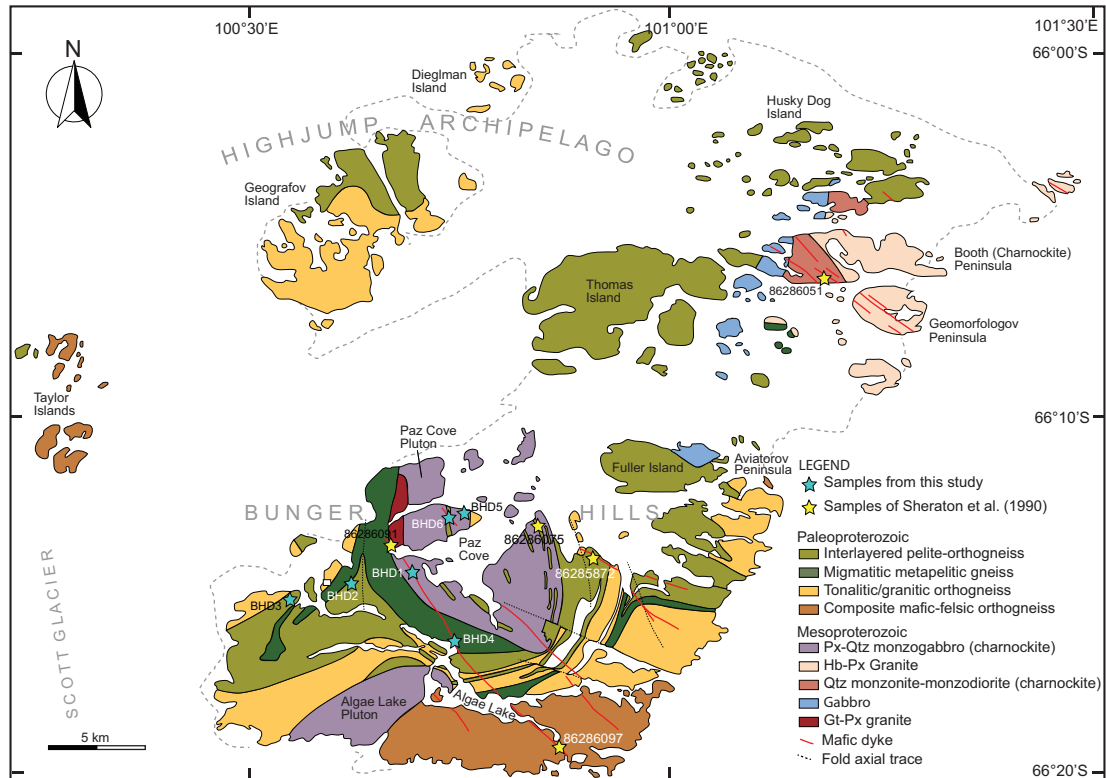 100°30’E
101°00’E
101°30’E
66°00’S
N
Dieglman
Island
Husky Dog
Island
HIGHJUMP ARCHIPELAGO
Geografov
Island
Booth (Charnockite)
Peninsula
Thomas
Island
86286051
Geomorfologov
Peninsula
Taylor
Islands
66°10’S
Paz Cove
Pluton
Fuller Island
Aviatorov
Peninsula
BUNGER HILLS
BHD5
BHD6
86286091
Paz
Cove
86286075
BHD1
86285872
BHD2
BHD3
BHD4
SCOTT GLACIER
Algae Lake
Pluton
Algae Lake
86286097
5 km
66°20’S
LEGEND
Samples from this study
Samples of Sheraton et al. (1990)
Paleoproterozoic
Interlayered pelite-orthogneiss
Migmatitic metapelitic gneiss
Tonalitic/granitic orthogneiss
Composite mafic-felsic orthogneiss
Mesoproterozoic
Px-Qtz monzogabbro (charnockite)
Hb-Px Granite
Qtz monzonite-monzodiorite (charnockite)
Gabbro
Gt-Px granite
Mafic dyke
Fold axial trace